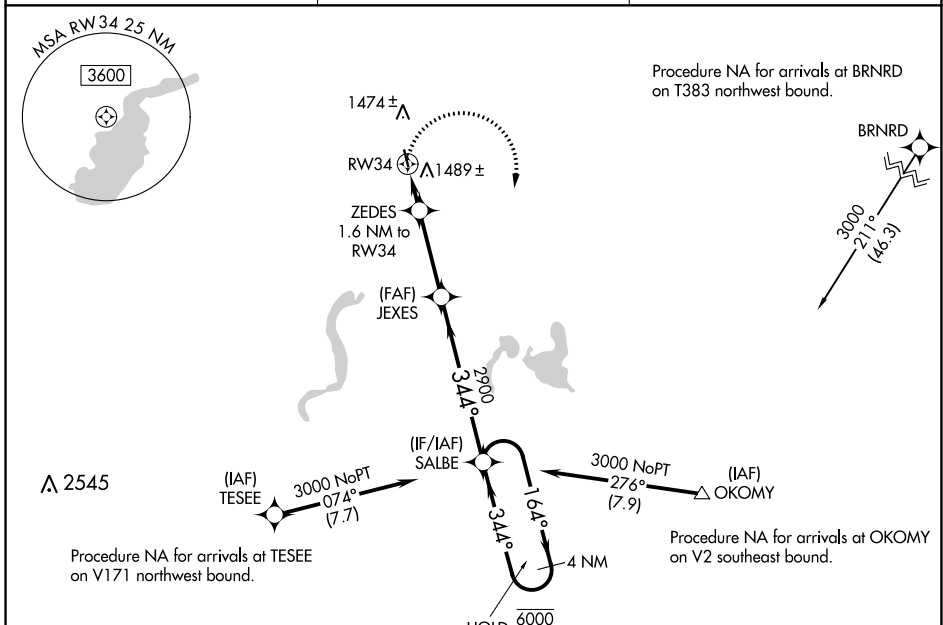 MSA RW34 25 NM
3600
Procedure NA for arrivals at BRNRD
on T383 northwest bound.
1474 ±
BRNRD
RW34
1489 ±
ZEDES
1.6 NM to
RW34
3000
211°
(46.3)
(FAF)
JEXES
2900
344°
(IF/IAF)
SALBE
2545
(IAF)
TESEE
3000 NoPT
074°
(7.7)
3000 NoPT
276°
(7.9)
(IAF)
OKOMY
164°
344°
Procedure NA for arrivals at TESEE
on V171 northwest bound.
Procedure NA for arrivals at OKOMY
on V2 southeast bound.
4 NM
HOLD 6000